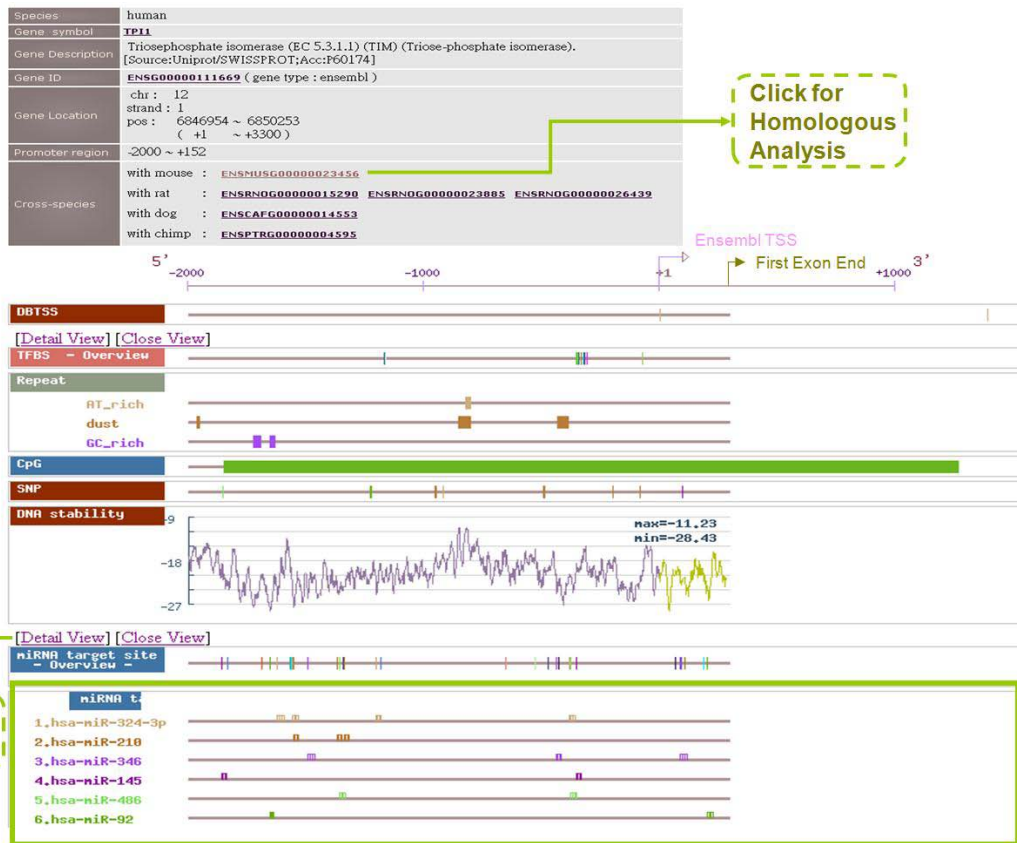 Species human
Gene symbol TPI1
Gene Description Triosephosphate isomerase (EC 5.3.1.1) (TIM) (Triose-phosphate isomerase).
[Source:Uniprot/SWISSPROT;Acc:P60174]
Gene ID ENSG00000111669 ( gene type : ensembl )
Gene Location chr : 12
strand : 1
pos : 6846954 ~ 6850253
( +1 ~ +3300 )
Promoter region -2000 ~ +152
Cross-species
with mouse : ENSMUSG00000023456
with rat : ENSRNOG00000015290 ENSRNOG00000023885 ENSRNOG00000026439
with dog : ENSCAFG00000014553
with chimp : ENSPTRG00000004595
Click for
Homologous
Analysis
Ensembl TSS
First Exon End
5' 3'
-2000 -1000 +1 +1000
DBTSS
[Detail View] [Close View]
TFBS - Overview
Repeat
AT_rich
dust
GC_rich
CpG
SNP
DNA stability
-9
-18
-27
max=-11.23
min=-28.43
[Detail View] [Close View]
miRNA target site
- Overview -
miRNA ta
1.hsa-miR-324-3p
2.hsa-miR-210
3.hsa-miR-346
4.hsa-miR-145
5.hsa-miR-486
6.hsa-miR-92